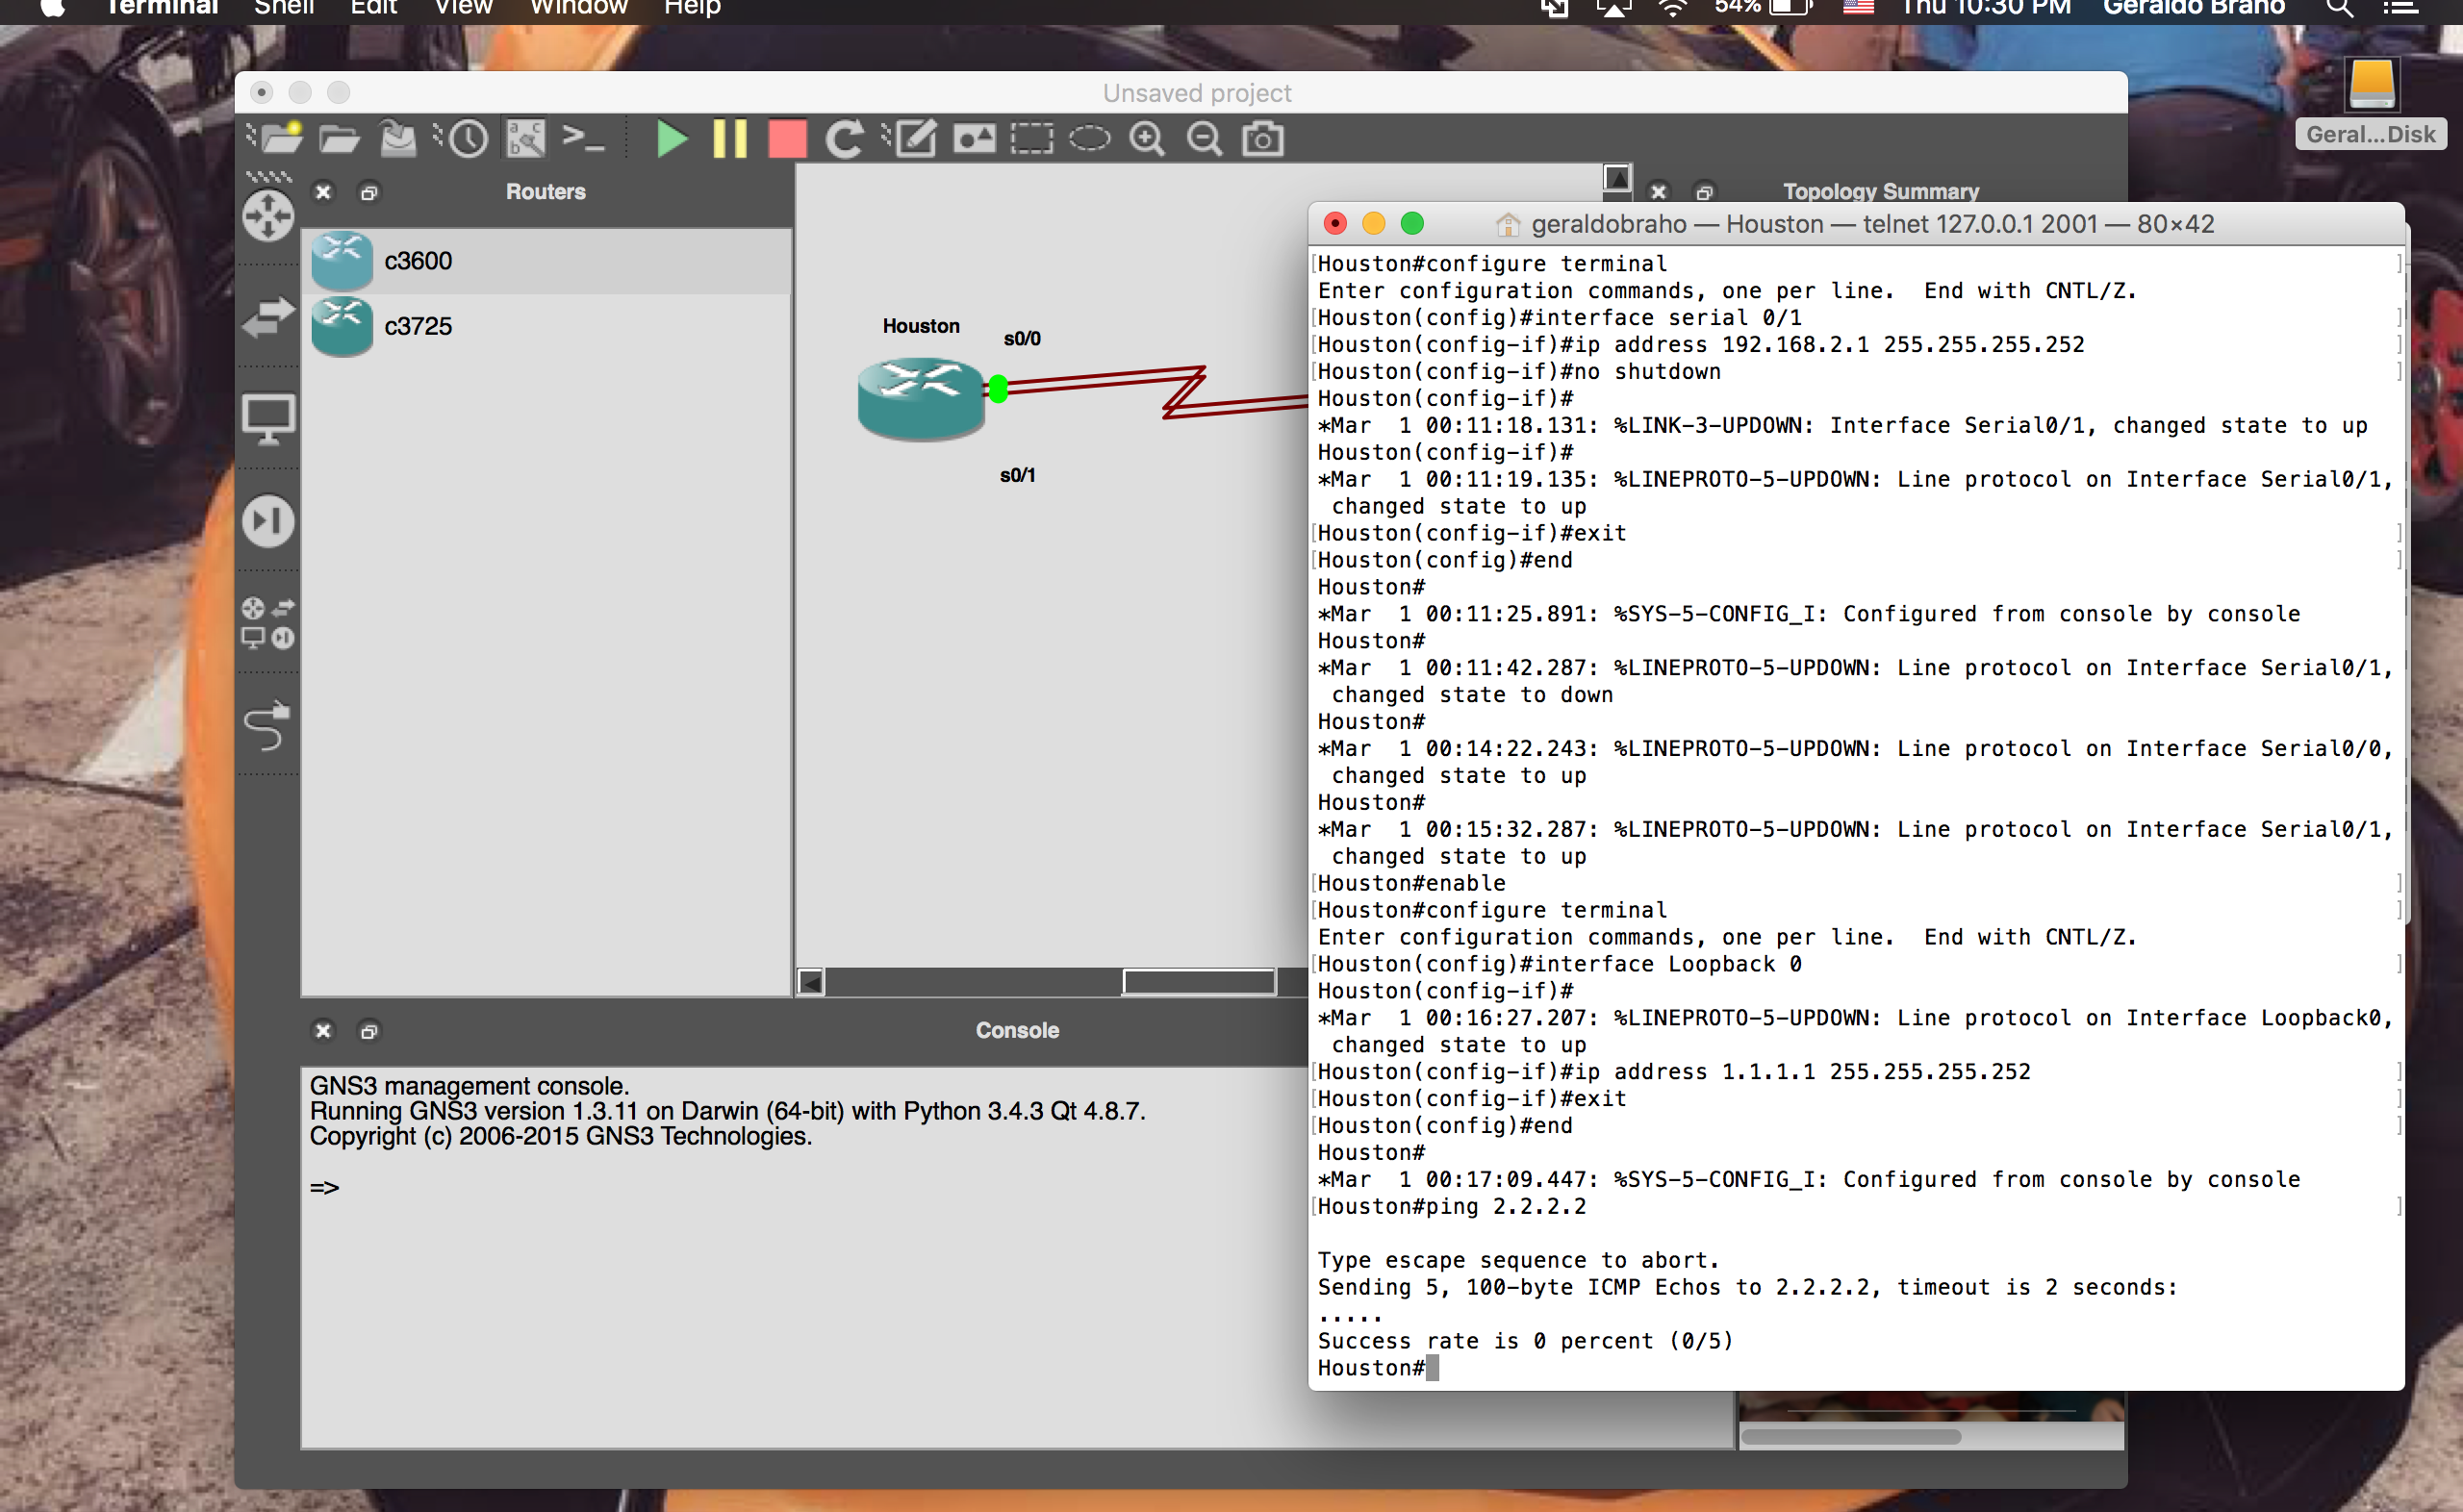 Terminal Shell Edit View Window Help 54% Thu 10:30 PM Geraldo Braho
Unsaved project
Geral...Disk
Routers
Topology Summary
c3600
c3725
Houston
s0/0
s0/1
geraldobraho — Houston — telnet 127.0.0.1 2001 — 80×42
[Houston#configure terminal ]
Enter configuration commands, one per line.  End with CNTL/Z.
[Houston(config)#interface serial 0/1 ]
[Houston(config-if)#ip address 192.168.2.1 255.255.255.252 ]
[Houston(config-if)#no shutdown ]
Houston(config-if)#
*Mar  1 00:11:18.131: %LINK-3-UPDOWN: Interface Serial0/1, changed state to up
Houston(config-if)#
*Mar  1 00:11:19.135: %LINEPROTO-5-UPDOWN: Line protocol on Interface Serial0/1,
changed state to up
[Houston(config-if)#exit ]
[Houston(config)#end ]
Houston#
*Mar  1 00:11:25.891: %SYS-5-CONFIG_I: Configured from console by console
Houston#
*Mar  1 00:11:42.287: %LINEPROTO-5-UPDOWN: Line protocol on Interface Serial0/1,
changed state to down
Houston#
*Mar  1 00:14:22.243: %LINEPROTO-5-UPDOWN: Line protocol on Interface Serial0/0,
changed state to up
Houston#
*Mar  1 00:15:32.287: %LINEPROTO-5-UPDOWN: Line protocol on Interface Serial0/1,
changed state to up
[Houston#enable ]
[Houston#configure terminal ]
Enter configuration commands, one per line.  End with CNTL/Z.
[Houston(config)#interface Loopback 0 ]
Houston(config-if)#
*Mar  1 00:16:27.207: %LINEPROTO-5-UPDOWN: Line protocol on Interface Loopback0,
changed state to up
[Houston(config-if)#ip address 1.1.1.1 255.255.255.252 ]
[Houston(config-if)#exit ]
[Houston(config)#end ]
Houston#
*Mar  1 00:17:09.447: %SYS-5-CONFIG_I: Configured from console by console
[Houston#ping 2.2.2.2 ]
Type escape sequence to abort.
Sending 5, 100-byte ICMP Echos to 2.2.2.2, timeout is 2 seconds:
.....
Success rate is 0 percent (0/5)
Houston#
Console
GNS3 management console.
Running GNS3 version 1.3.11 on Darwin (64-bit) with Python 3.4.3 Qt 4.8.7.
Copyright (c) 2006-2015 GNS3 Technologies.
=>